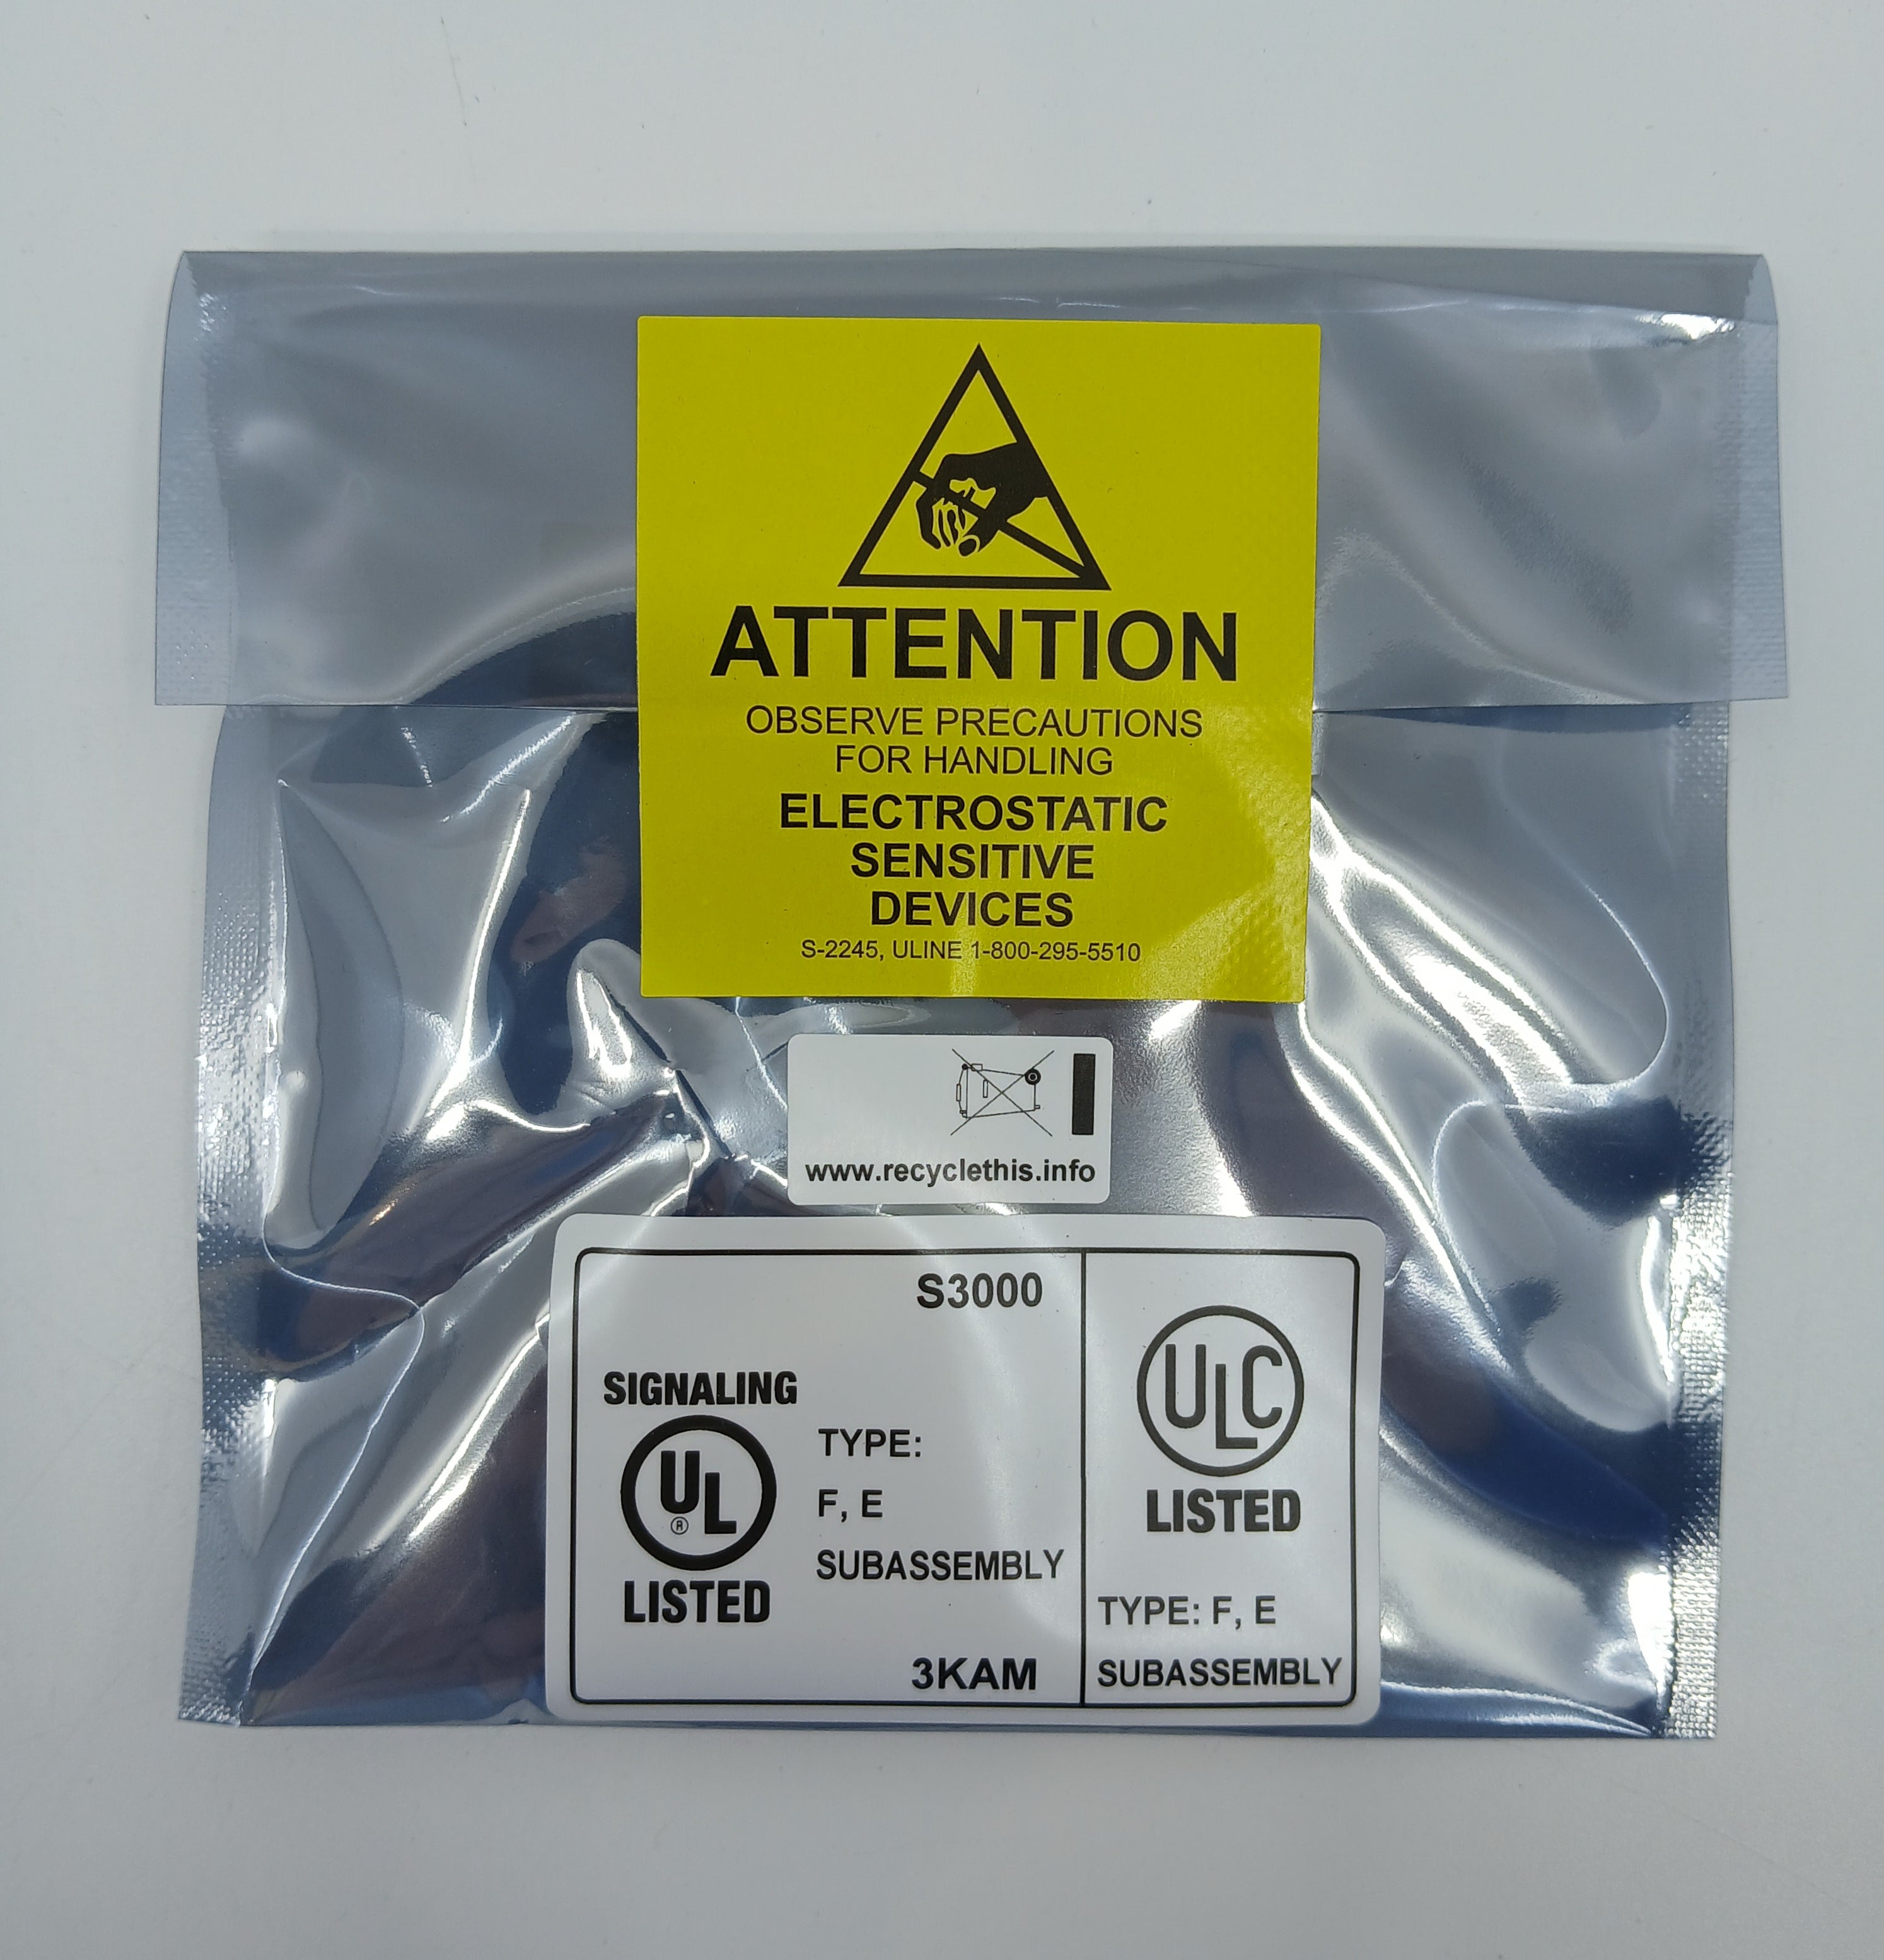 ATTENTION
OBSERVE PRECAUTIONS
FOR HANDLING
ELECTROSTATIC
SENSITIVE
DEVICES
S-2245, ULINE 1-800-295-5510
www.recyclethis.info
S3000
SIGNALING
UL
®
LISTED
TYPE:
F, E
SUBASSEMBLY
3KAM
ULC
LISTED
TYPE: F, E
SUBASSEMBLY